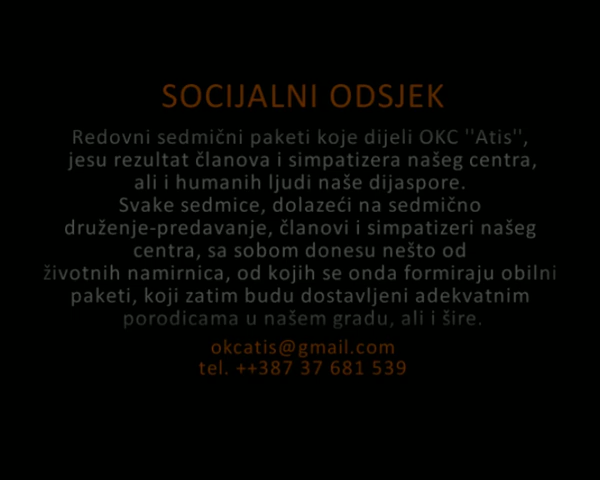 SOCIJALNI ODSJEK
Redovni sedmični paketi koje dijeli OKC ''Atis'',
jesu rezultat članova i simpatizera našeg centra,
ali i humanih ljudi naše dijaspore.
Svake sedmice, dolazeći na sedmično
druženje-predavanje, članovi i simpatizeri našeg
centra, sa sobom donesu nešto od
životnih namirnica, od kojih se onda formiraju obilni
paketi, koji zatim budu dostavljeni adekvatnim
porodicama u našem gradu, ali i šire.
okcatis@gmail.com
tel. ++387 37 681 539